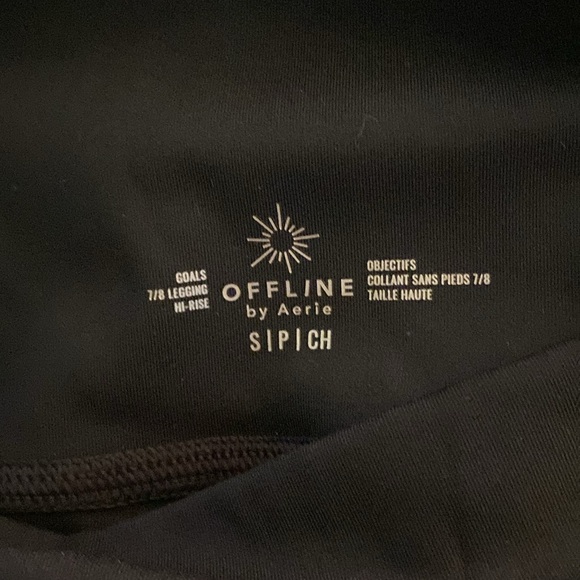 GOALS
7/8 LEGGING
HI-RISE
OFFLINE
by Aerie
S|P|CH
OBJECTIFS
COLLANT SANS PIEDS 7/8
TAILLE HAUTE